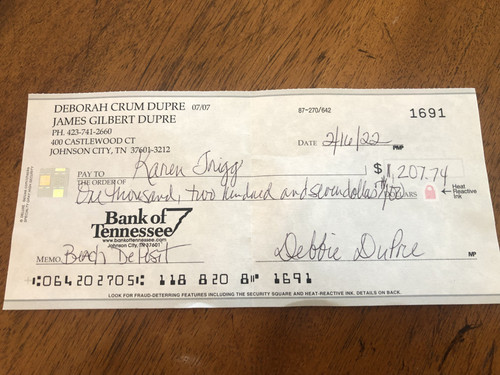 DEBORAH CRUM DUPRE 07/07
JAMES GILBERT DUPRE
PH. 423-741-2660
400 CASTLEWOOD CT
JOHNSON CITY, TN 37601-3212
87-270/642
1691
DATE 2/16/22
PAY TO THE ORDER OF Karen Trigg $ 1,207.74
One thousand, two hundred and seven dollars 74/100 DOLLARS
Heat Reactive Ink
Bank of Tennessee
www.bankoftennessee.com
Johnson City, TN 37601
MEMO Beach Deposit Debbie DuPre MP
⑆064202705⑆ 118 820 8⑈ 1691
LOOK FOR FRAUD-DETERRING FEATURES INCLUDING THE SECURITY SQUARE AND HEAT-REACTIVE INK. DETAILS ON BACK.